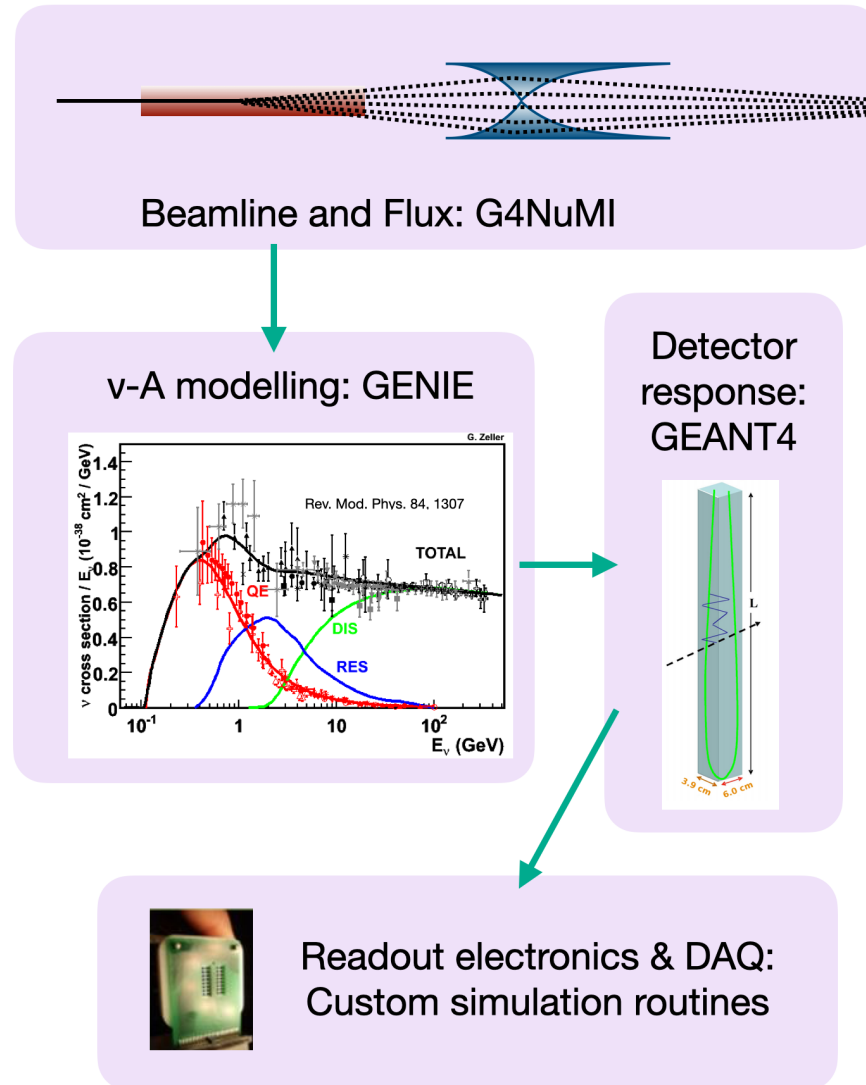 Beamline and Flux: G4NuMI
ν-A modelling: GENIE
G. Zeller
ν cross section / Eν (10⁻³⁸ cm² / GeV)
1.4
1.2
1
0.8
0.6
0.4
0.2
0
Rev. Mod. Phys. 84, 1307
TOTAL
QE
DIS
RES
10⁻¹
1
10
10²
Eν (GeV)
Detector
response:
GEANT4
L
3.9 cm
6.0 cm
Readout electronics & DAQ:
Custom simulation routines